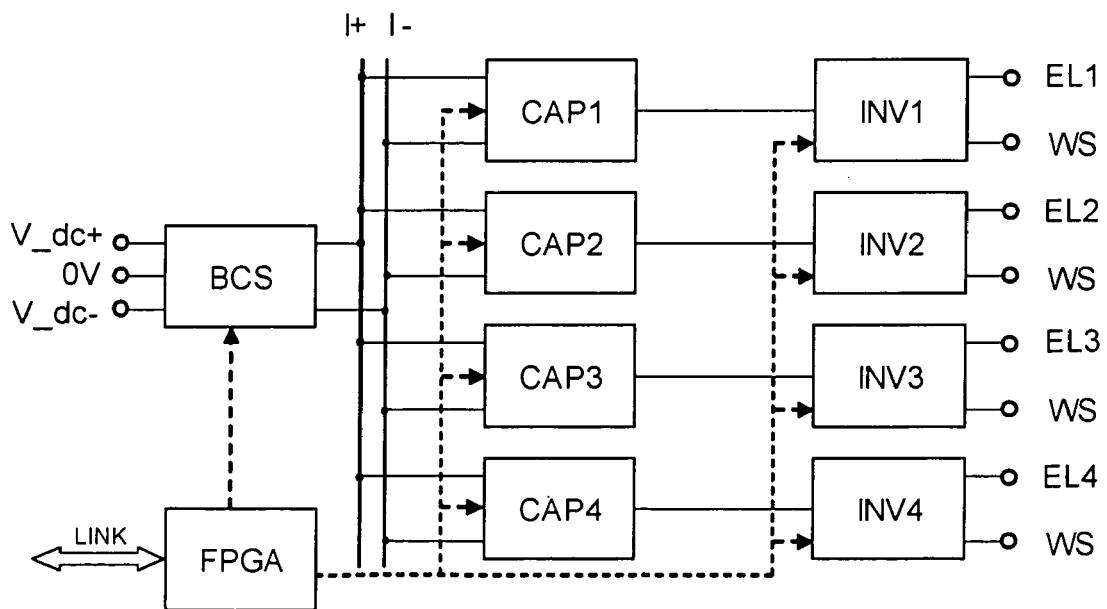 I+ I-
CAP1 INV1 EL1
WS
CAP2 INV2 EL2
WS
V_dc+
0V BCS
V_dc-
CAP3 INV3 EL3
WS
CAP4 INV4 EL4
WS
LINK FPGA